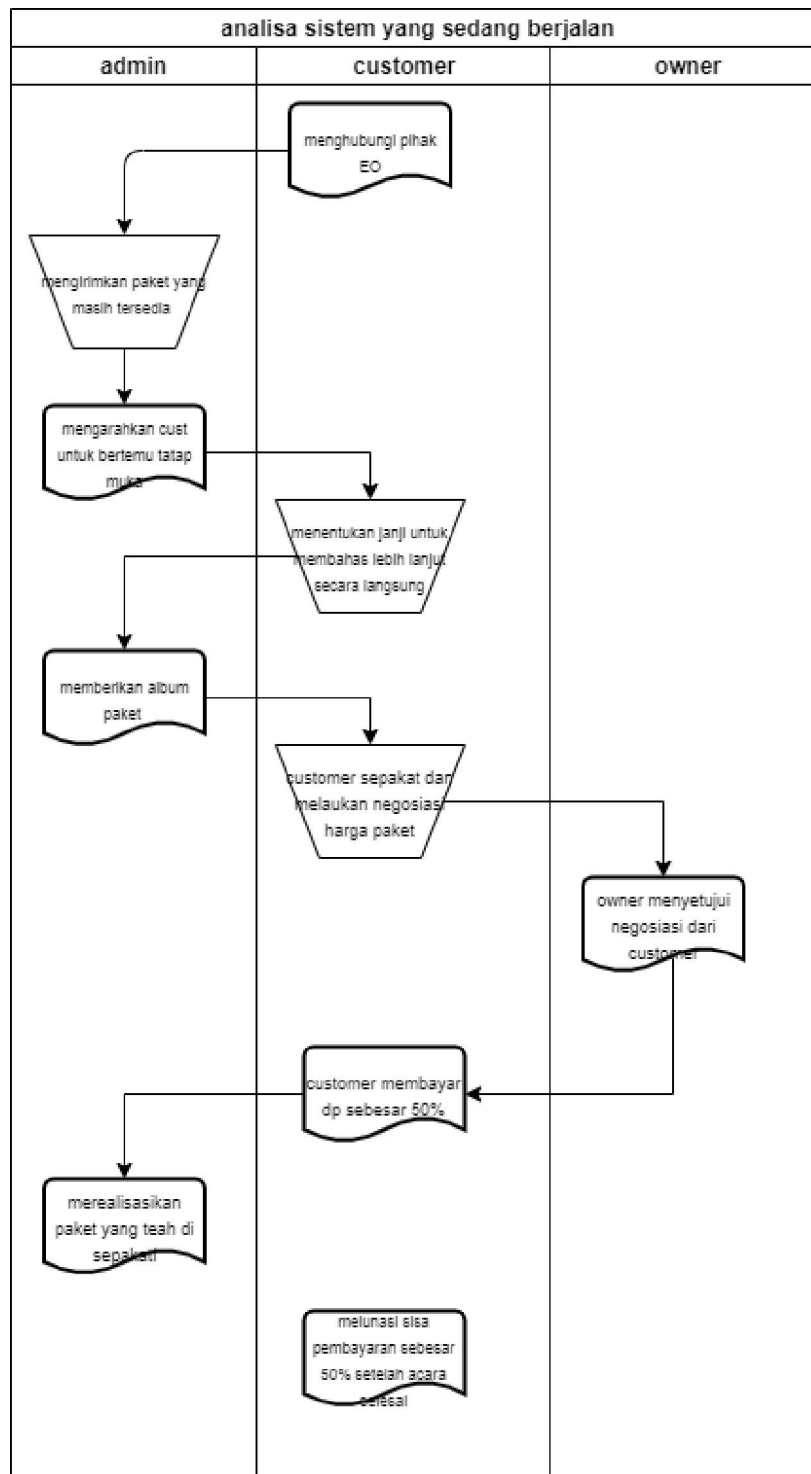 analisa sistem yang sedang berjalan
admin
customer
owner
menghubungi pihak
EO
mengirimkan paket yang
masih tersedia
mengarahkan cust
untuk bertemu tatap
muka
menentukan janji untuk
membahas lebih lanjut
secara langsung
memberikan album
paket
customer sepakat dan
melaukan negosiasi
harga paket
owner menyetujui
negosiasi dari
customer
customer membayar
dp sebesar 50%
merealisasikan
paket yang teah di
sepakati
melunasi sisa
pembayaran sebesar
50% setelah acara
selesai